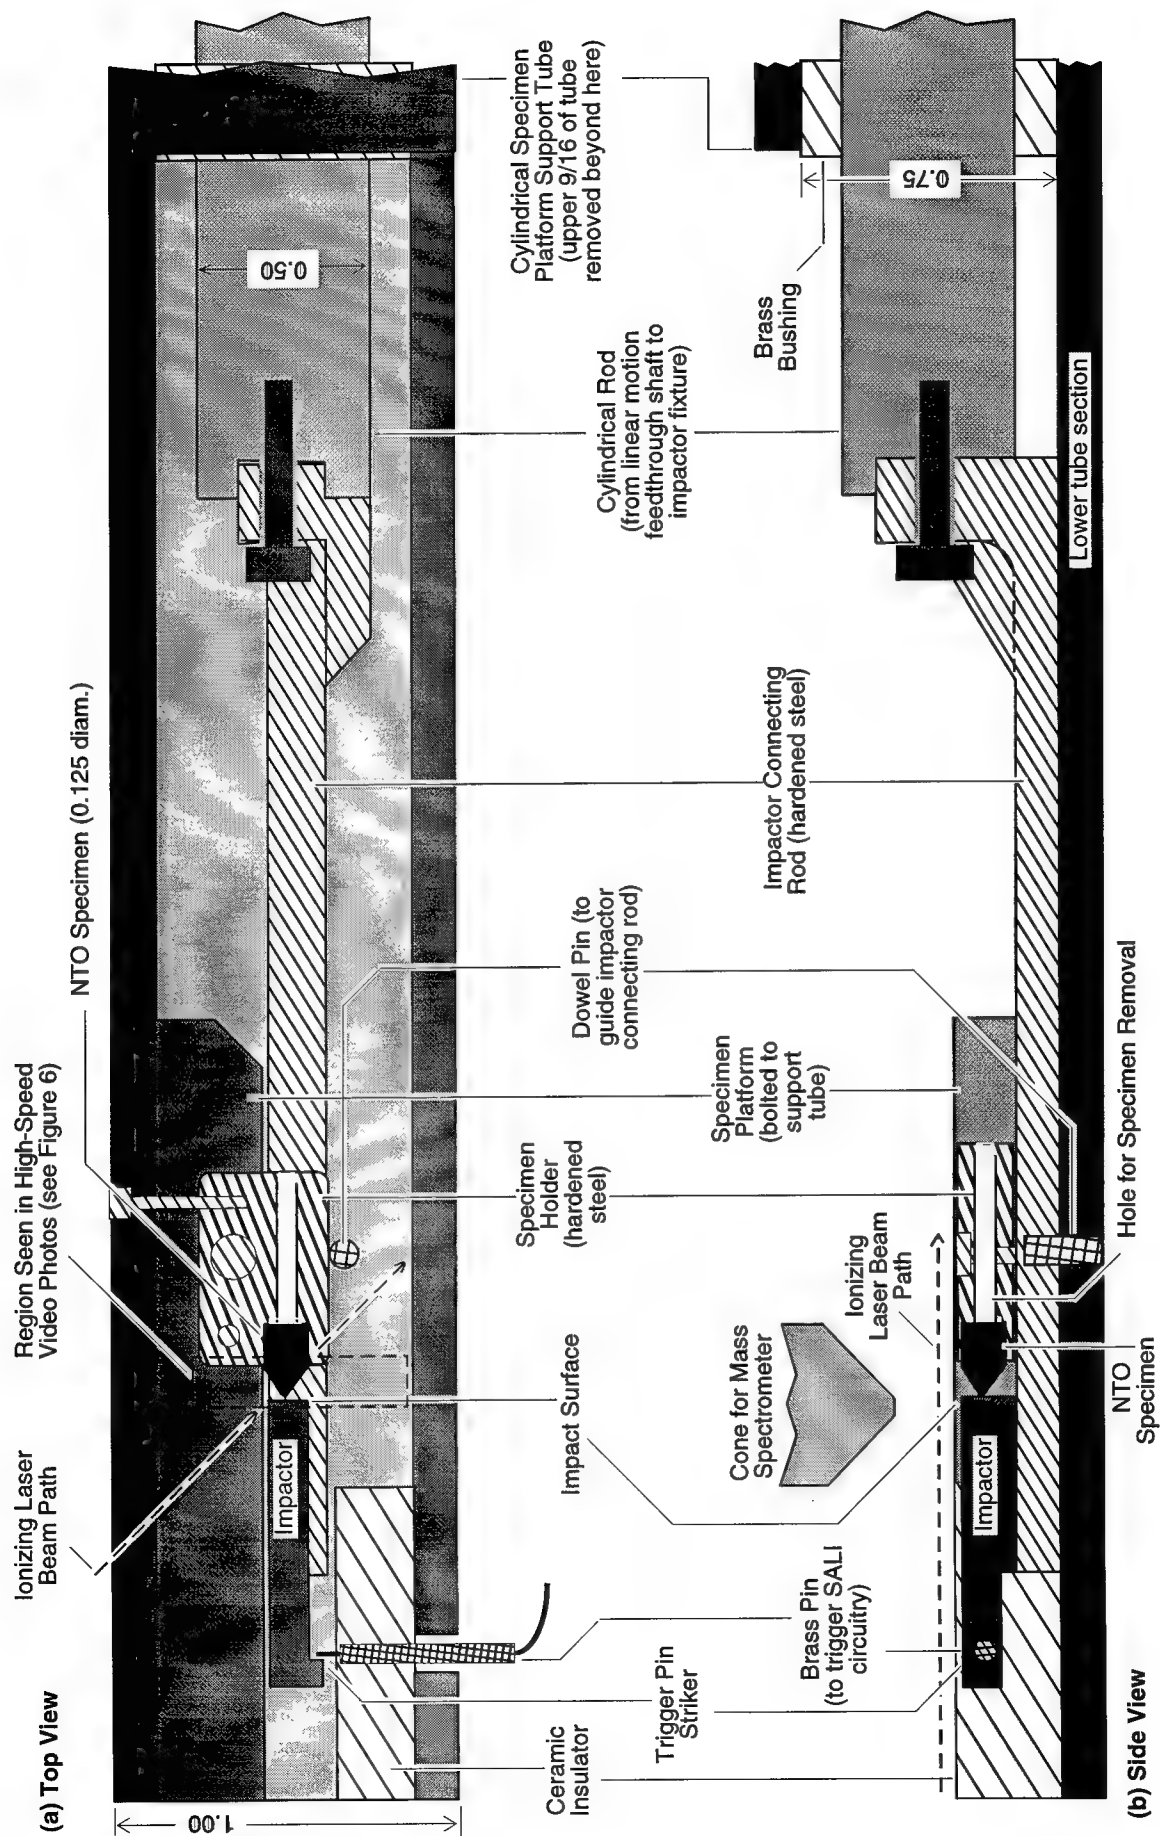 (a) Top View
1.00
Ionizing Laser
Beam Path
Region Seen in High-Speed
Video Photos (see Figure 6)
NTO Specimen (0.125 diam.)
Impactor
0.50
Ceramic
Insulator
Trigger Pin
Striker
Impact Surface
Specimen
Holder
(hardened
steel)
Dowel Pin (to
guide impactor
connecting rod)
Cylindrical Rod
(from linear motion
feedthrough shaft to
impactor fixture)
Cylindrical Specimen
Platform Support Tube
(upper 9/16 of tube
removed beyond here)
Brass Pin
(to trigger SALI
circuitry)
Cone for Mass
Spectrometer
Ionizing
Laser Beam
Path
Specimen
Platform
(bolted to
support
tube)
Impactor Connecting
Rod (hardened steel)
Brass
Bushing
0.75
Impactor
Lower tube section
NTO
Specimen
Hole for Specimen Removal
(b) Side View